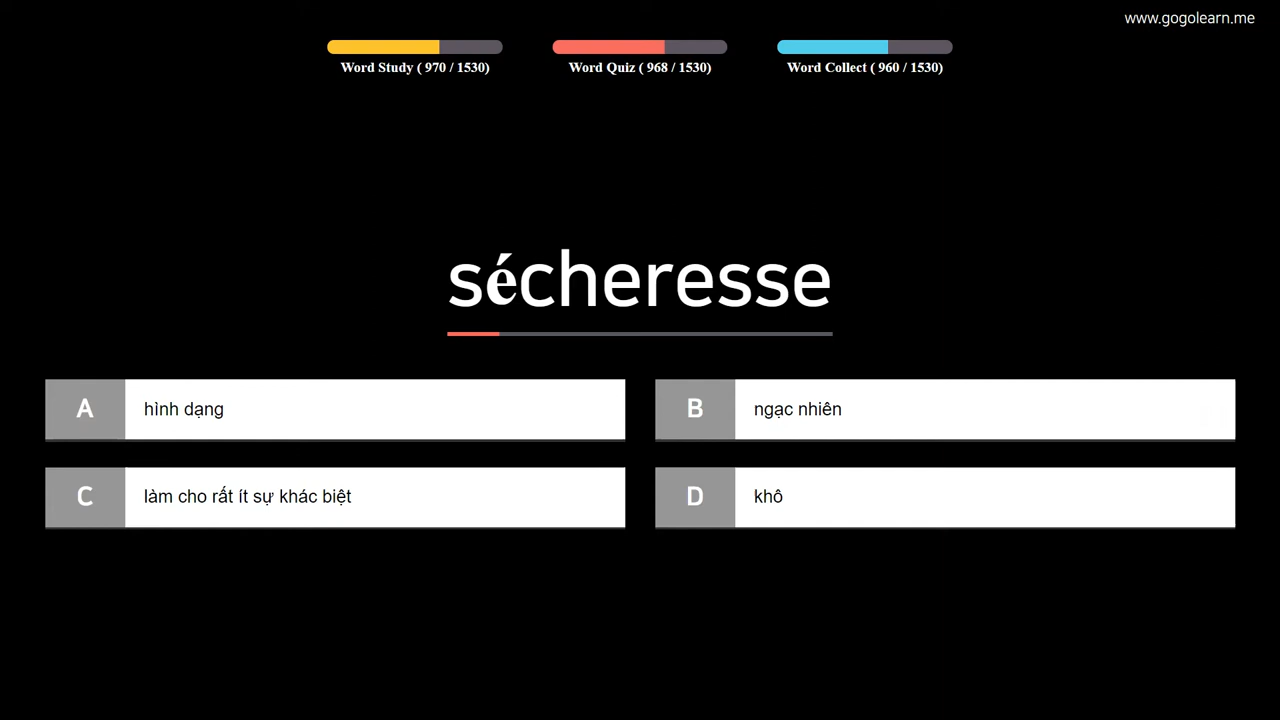 www.gogolearn.me
Word Study ( 970 / 1530)
Word Quiz ( 968 / 1530)
Word Collect ( 960 / 1530)
sécheresse
A hình dạng
B ngạc nhiên
C làm cho rất ít sự khác biệt
D khô